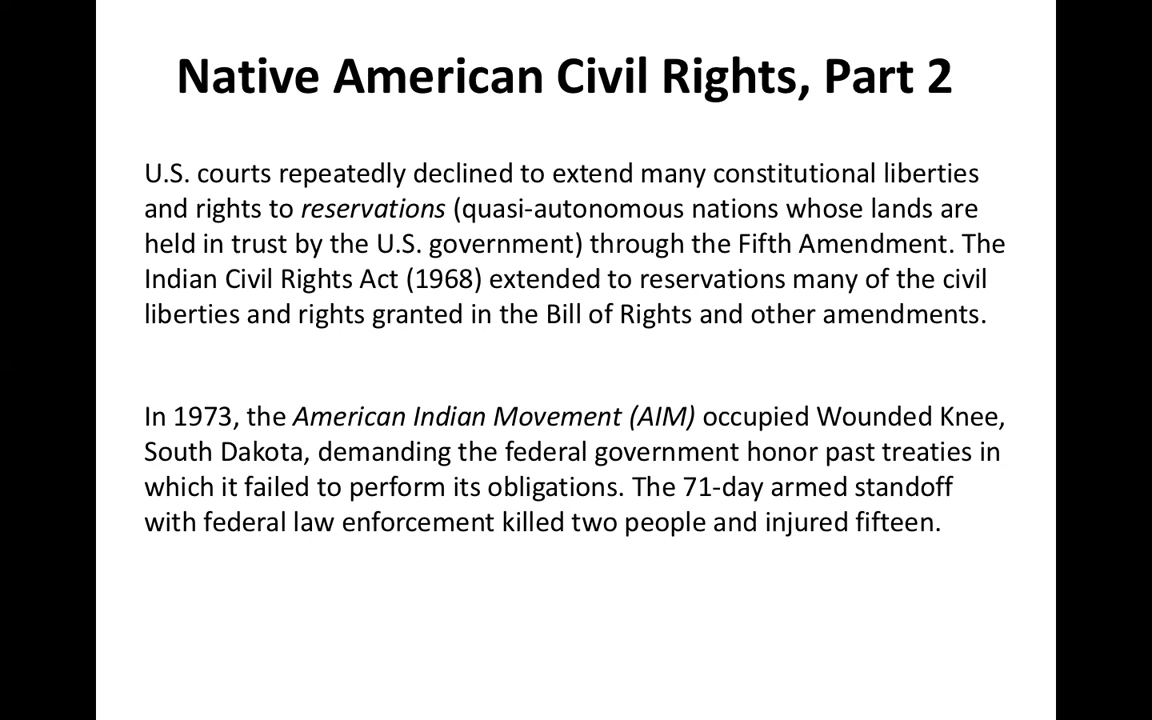 Native American Civil Rights, Part 2
U.S. courts repeatedly declined to extend many constitutional liberties
and rights to reservations (quasi-autonomous nations whose lands are
held in trust by the U.S. government) through the Fifth Amendment. The
Indian Civil Rights Act (1968) extended to reservations many of the civil
liberties and rights granted in the Bill of Rights and other amendments.
In 1973, the American Indian Movement (AIM) occupied Wounded Knee,
South Dakota, demanding the federal government honor past treaties in
which it failed to perform its obligations. The 71-day armed standoff
with federal law enforcement killed two people and injured fifteen.